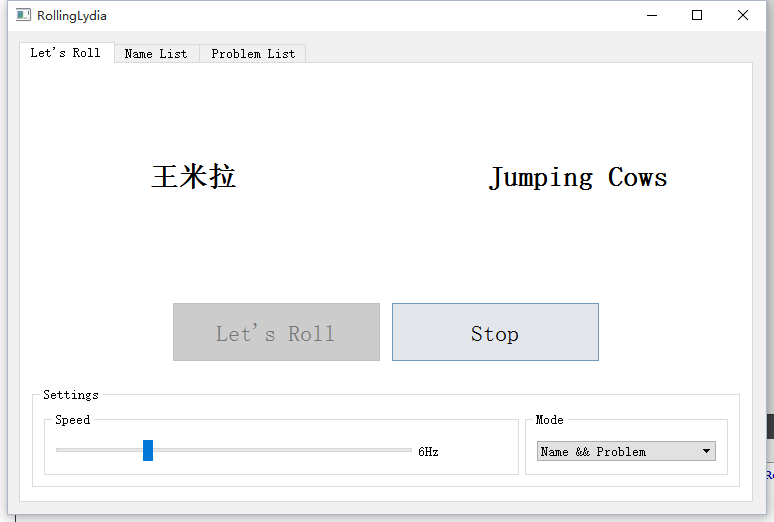 RollingLydia
Let's Roll Name List Problem List
王米拉 Jumping Cows
Let's Roll Stop
Settings
Speed Mode
6Hz Name && Problem